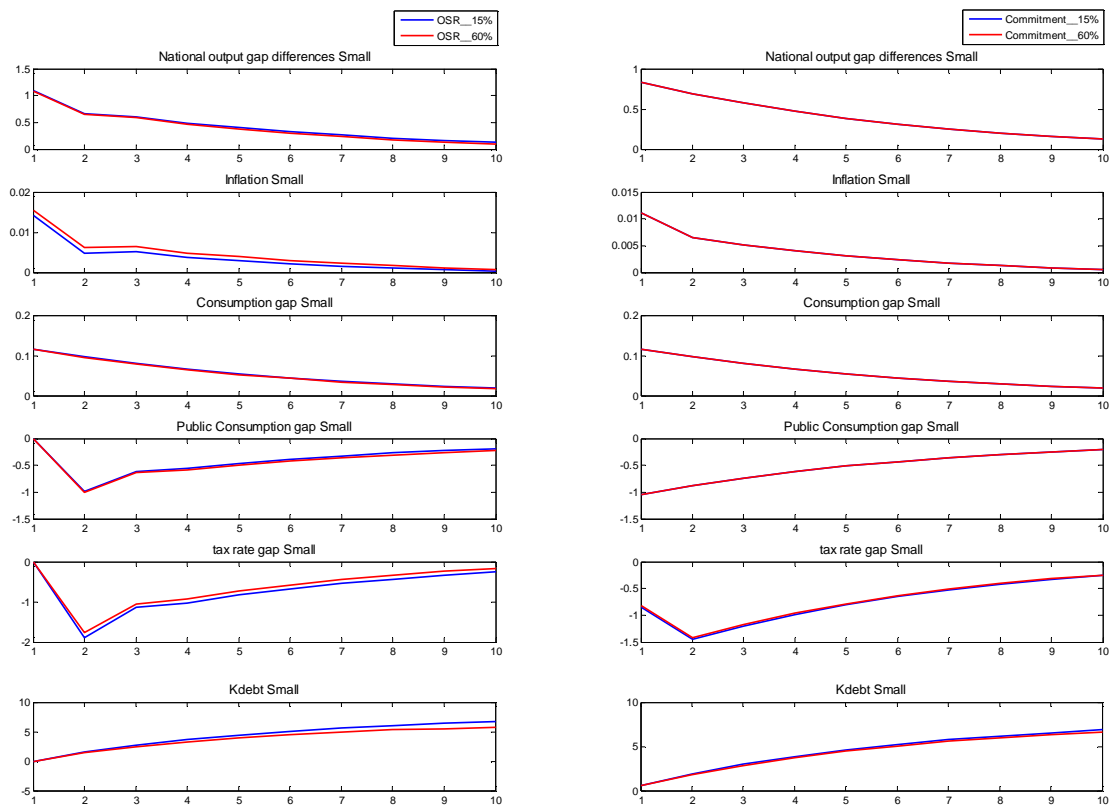 OSR__15%
OSR__60%
National output gap differences Small
1.5
1
0.5
0
1 2 3 4 5 6 7 8 9 10
Inflation Small
0.02
0.01
0
1 2 3 4 5 6 7 8 9 10
Consumption gap Small
0.2
0.1
0
1 2 3 4 5 6 7 8 9 10
Public Consumption gap Small
0
-0.5
-1
-1.5
1 2 3 4 5 6 7 8 9 10
tax rate gap Small
0
-1
-2
1 2 3 4 5 6 7 8 9 10
Kdebt Small
10
5
0
-5
1 2 3 4 5 6 7 8 9 10
Commitment__15%
Commitment__60%
National output gap differences Small
1
0.5
0
1 2 3 4 5 6 7 8 9 10
Inflation Small
0.015
0.01
0.005
0
1 2 3 4 5 6 7 8 9 10
Consumption gap Small
0.2
0.1
0
1 2 3 4 5 6 7 8 9 10
Public Consumption gap Small
0
-0.5
-1
-1.5
1 2 3 4 5 6 7 8 9 10
tax rate gap Small
0
-0.5
-1
-1.5
1 2 3 4 5 6 7 8 9 10
Kdebt Small
10
5
0
1 2 3 4 5 6 7 8 9 10